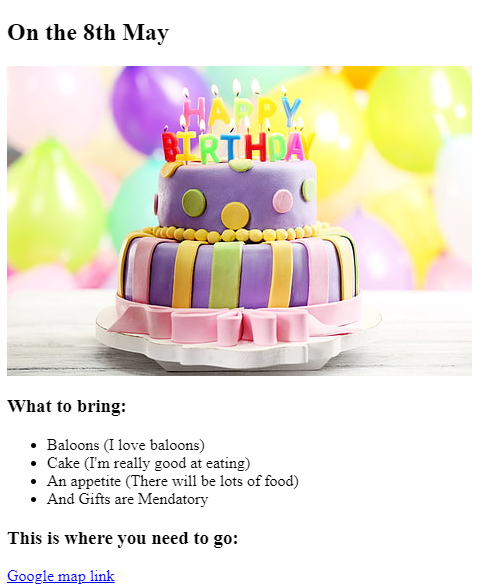 On the 8th May
HAPPY
BIRTHDAY
What to bring:
Baloons (I love baloons)
Cake (I'm really good at eating)
An appetite (There will be lots of food)
And Gifts are Mendatory
This is where you need to go:
Google map link